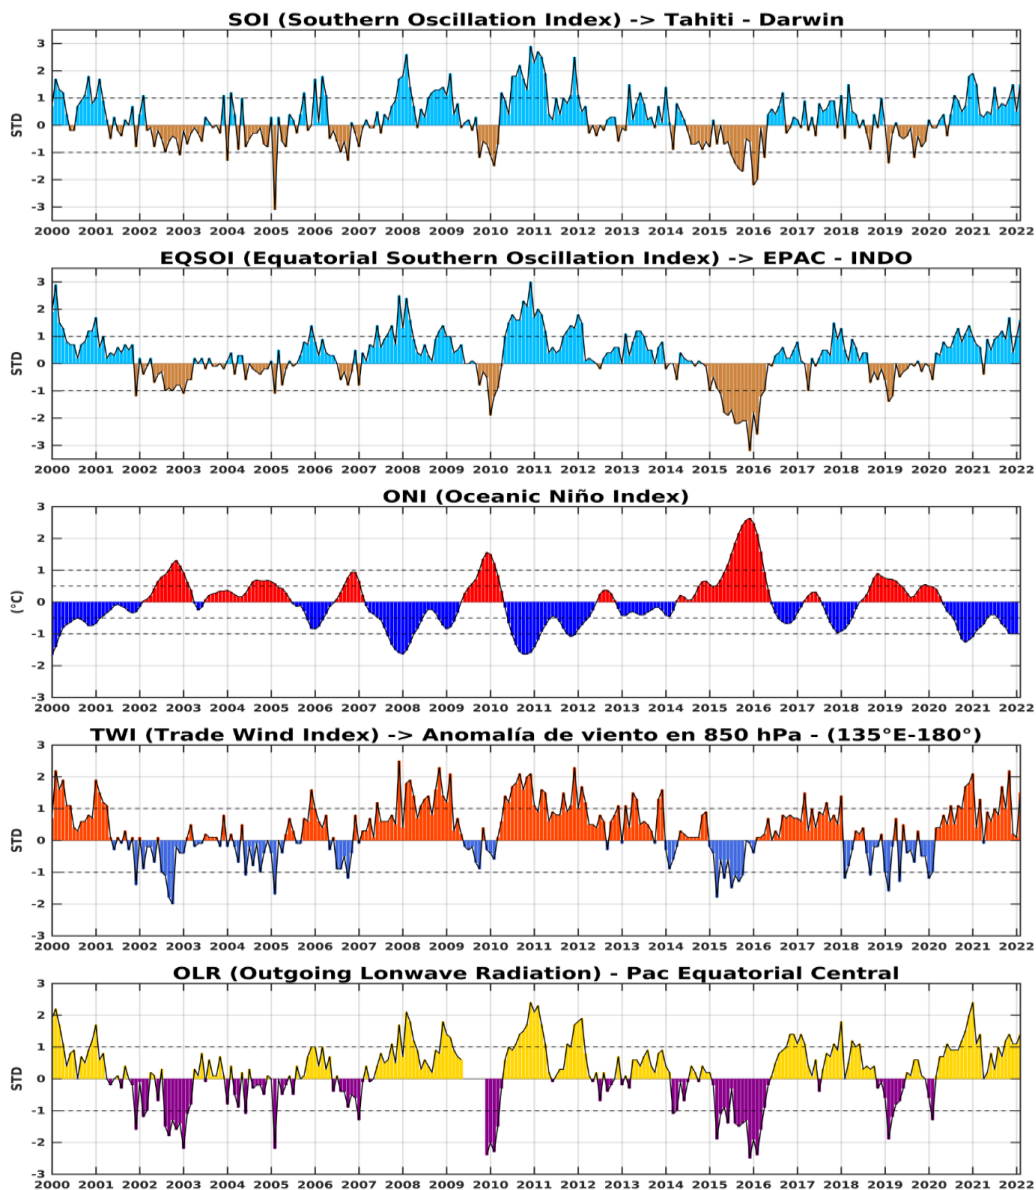 SOI (Southern Oscillation Index) -> Tahiti - Darwin
3
2
1
0
-1
-2
-3
STD
2000 2001 2002 2003 2004 2005 2006 2007 2008 2009 2010 2011 2012 2013 2014 2015 2016 2017 2018 2019 2020 2021 2022
EQSOI (Equatorial Southern Oscillation Index) -> EPAC - INDO
3
2
1
0
-1
-2
-3
STD
2000 2001 2002 2003 2004 2005 2006 2007 2008 2009 2010 2011 2012 2013 2014 2015 2016 2017 2018 2019 2020 2021 2022
ONI (Oceanic Niño Index)
3
2
1
0
-1
-2
-3
(°C)
2000 2001 2002 2003 2004 2005 2006 2007 2008 2009 2010 2011 2012 2013 2014 2015 2016 2017 2018 2019 2020 2021 2022
TWI (Trade Wind Index) -> Anomalía de viento en 850 hPa - (135°E-180°)
3
2
1
0
-1
-2
-3
STD
2000 2001 2002 2003 2004 2005 2006 2007 2008 2009 2010 2011 2012 2013 2014 2015 2016 2017 2018 2019 2020 2021 2022
OLR (Outgoing Lonwave Radiation) - Pac Equatorial Central
3
2
1
0
-1
-2
-3
STD
2000 2001 2002 2003 2004 2005 2006 2007 2008 2009 2010 2011 2012 2013 2014 2015 2016 2017 2018 2019 2020 2021 2022